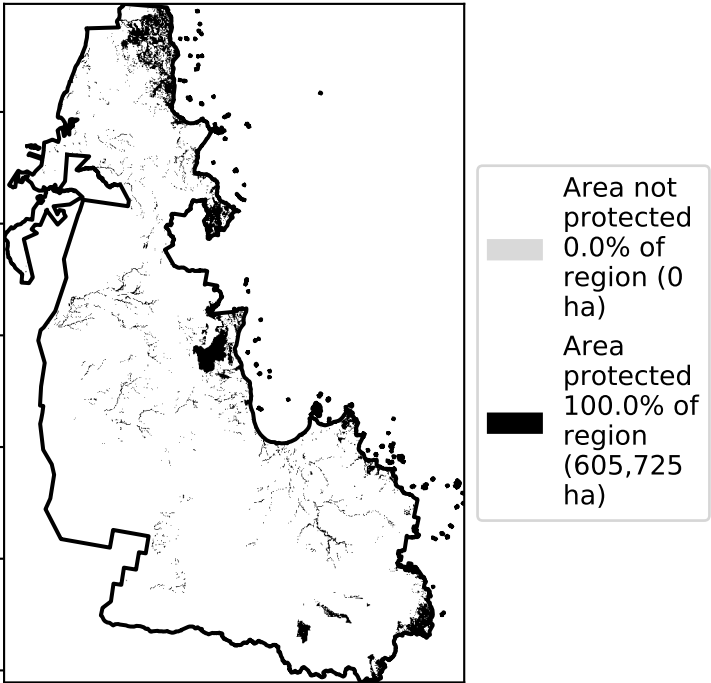 Area not
protected
0.0% of
region (0
ha)
Area
protected
100.0% of
region
(605,725
ha)